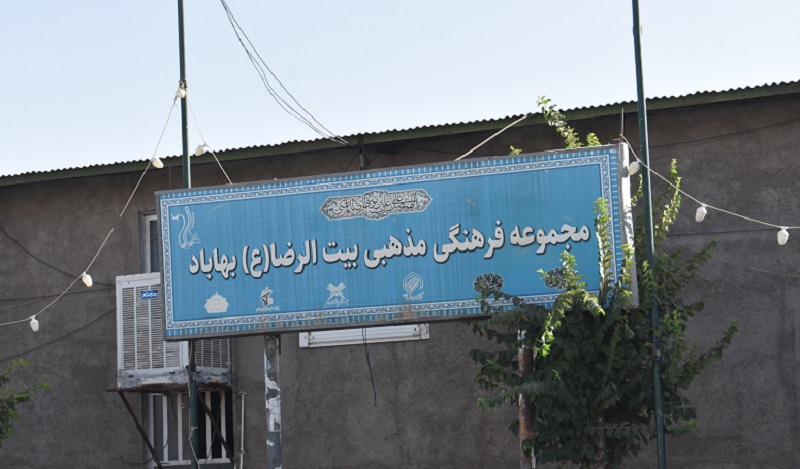 مجموعه فرهنگی مذهبی بیت الرضا(ع) بهاباد